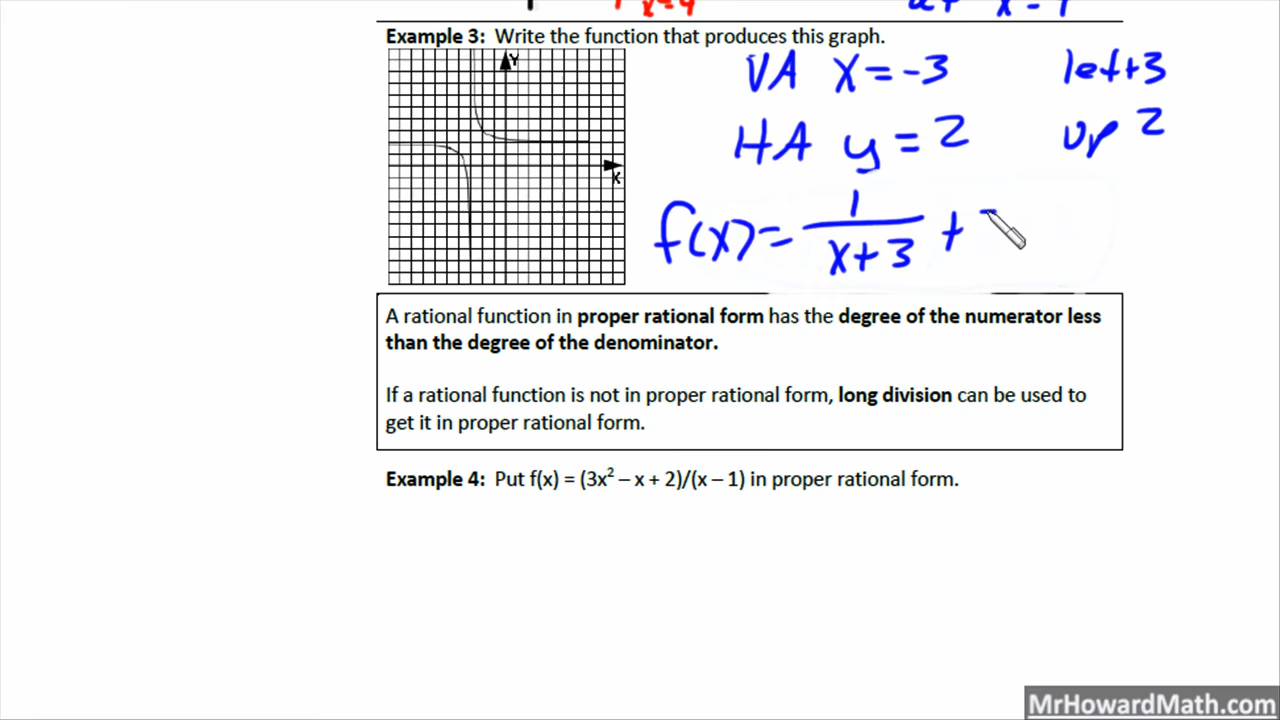 x=4
x = 1
Example 3: Write the function that produces this graph.
Y
X
VA x = -3 left 3
HA y = 2 up 2
f(x) = 1/(x+3) +
A rational function in proper rational form has the degree of the numerator less
than the degree of the denominator.
If a rational function is not in proper rational form, long division can be used to
get it in proper rational form.
Example 4: Put f(x) = (3x² – x + 2)/(x – 1) in proper rational form.
MrHowardMath.com